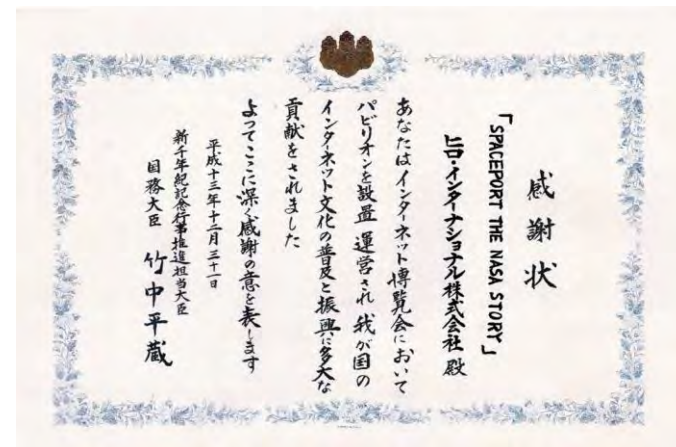 感謝状
「SPACEPORT THE NASA STORY」
ヒロ・インターナショナル株式会社 殿
あなたはインターネット博覧会において
パビリオンを設置 運営され 我が国の
インターネット文化の普及と振興に多大な
貢献をされました
よってここに深く感謝の意を表します
平成十三年十二月三十一日
新千年紀記念行事推進担当大臣
国務大臣 竹中平蔵